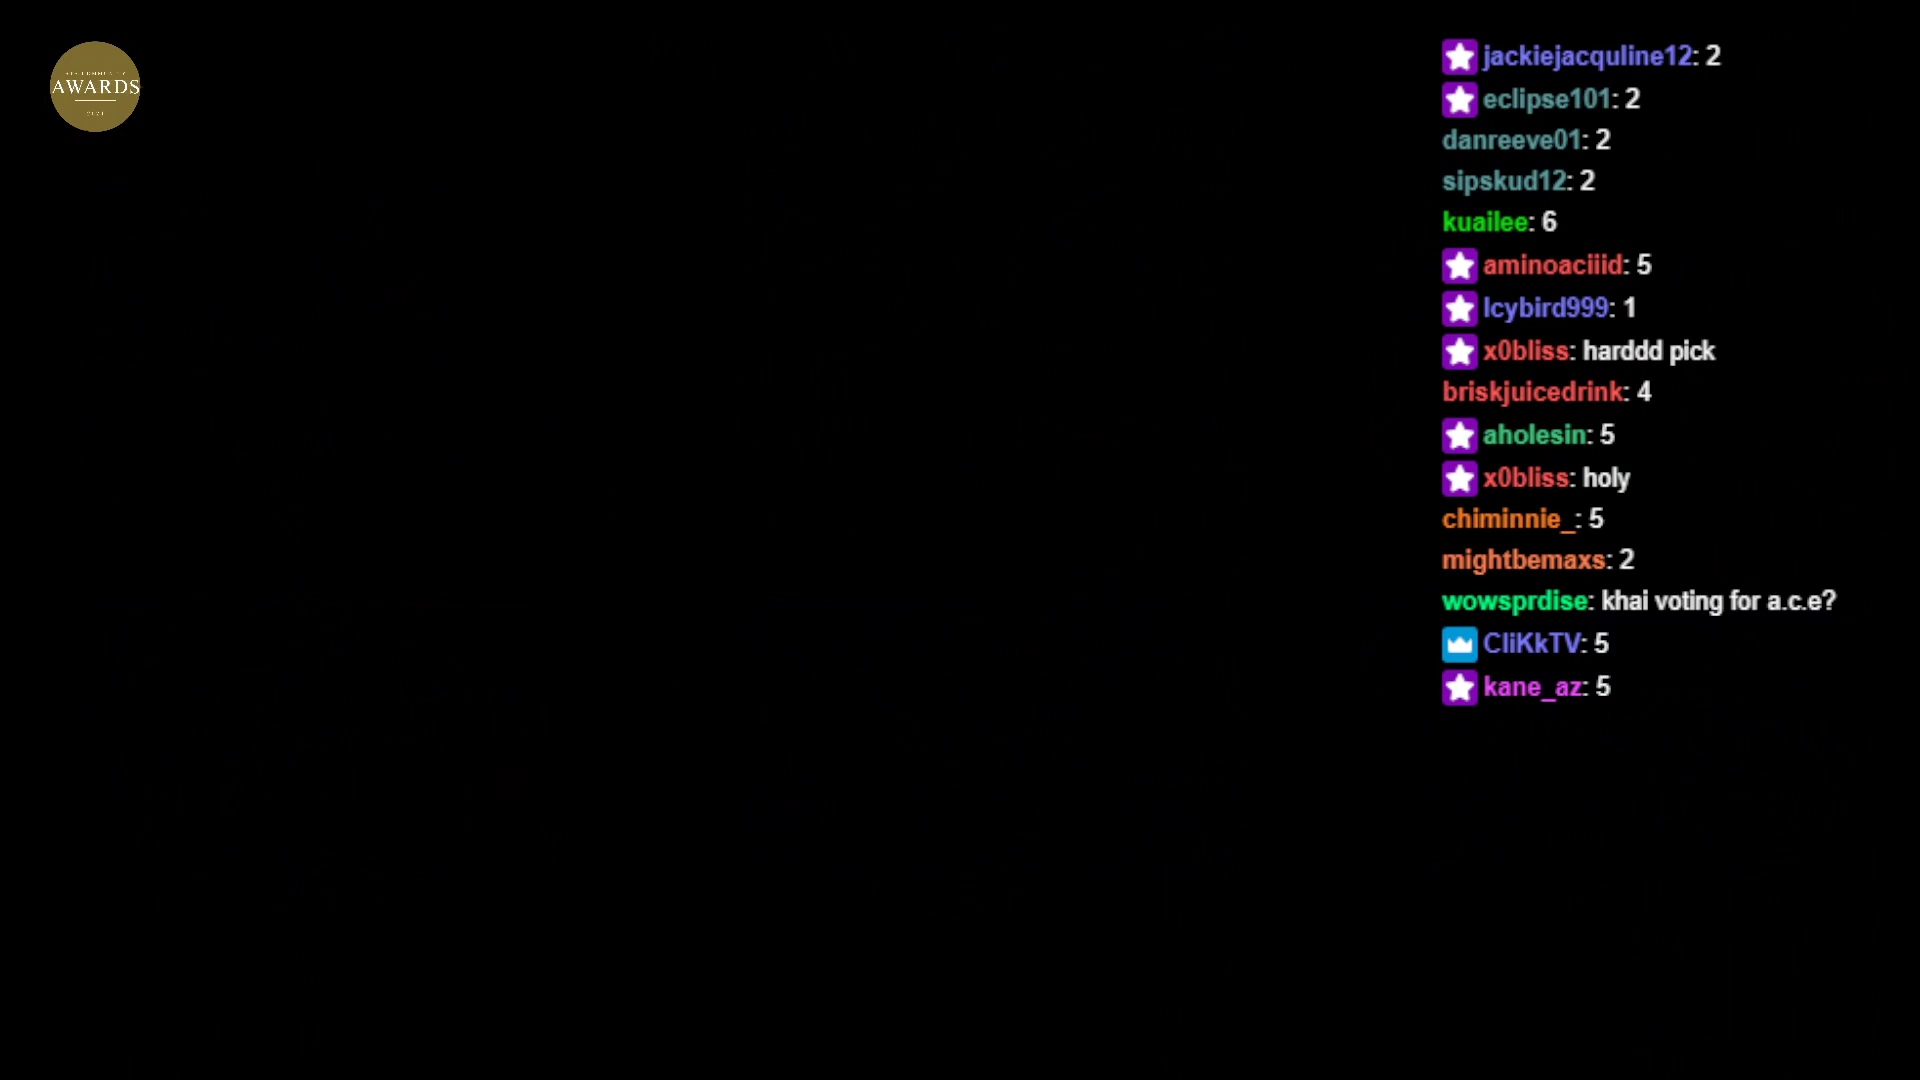 AWARDS
jackiejacquline12: 2
eclipse101: 2
danreeve01: 2
sipskud12: 2
kuailee: 6
aminoaciiid: 5
Icybird999: 1
x0bliss: harddd pick
briskjuicedrink: 4
aholesin: 5
x0bliss: holy
chiminnie_: 5
mightbemaxs: 2
wowsprdise: khai voting for a.c.e?
CliKkTV: 5
kane_az: 5